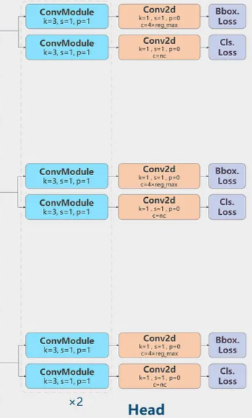 ConvModule
k=3, s=1, p=1
Conv2d
k=1, s=1, p=0
c=4×reg_max
Bbox.
Loss
ConvModule
k=3, s=1, p=1
Conv2d
k=1, s=1, p=0
c=nc
Cls.
Loss
ConvModule
k=3, s=1, p=1
Conv2d
k=1, s=1, p=0
c=4×reg_max
Bbox.
Loss
ConvModule
k=3, s=1, p=1
Conv2d
k=1, s=1, p=0
c=nc
Cls.
Loss
ConvModule
k=3, s=1, p=1
Conv2d
k=1, s=1, p=0
c=4×reg_max
Bbox.
Loss
ConvModule
k=3, s=1, p=1
Conv2d
k=1, s=1, p=0
c=nc
Cls.
Loss
×2
Head